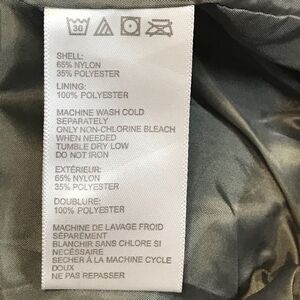 30
SHELL:
65% NYLON
35% POLYESTER
LINING:
100% POLYESTER
MACHINE WASH COLD
SEPARATELY
ONLY NON-CHLORINE BLEACH
WHEN NEEDED
TUMBLE DRY LOW
DO NOT IRON
EXTÉRIEUR:
65% NYLON
35% POLYESTER
DOUBLURE:
100% POLYESTER
MACHINE DE LAVAGE FROID
SÉPARÉMENT
BLANCHIR SANS CHLORE SI
NÉCESSAIRE
SECHER À LA MACHINE CYCLE
DOUX
NE PAS REPASSER